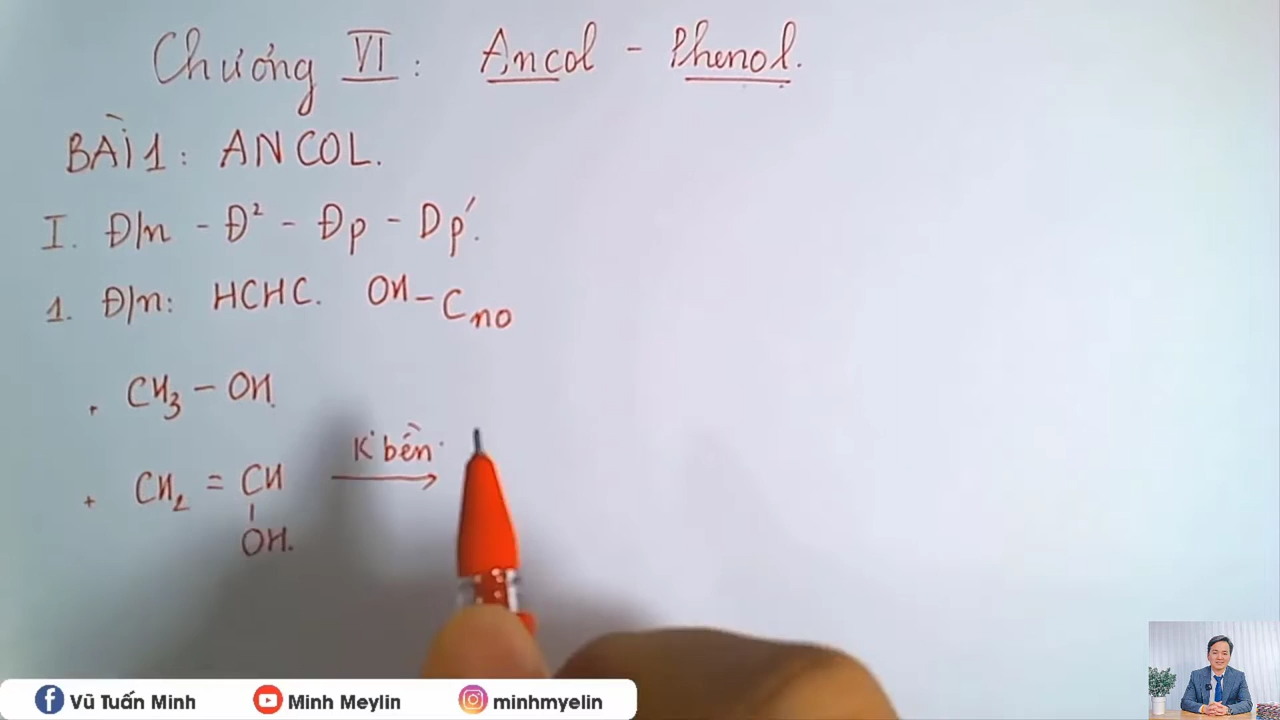 Chương VI: Ancol - Phenol.
BÀI 1: ANCOL.
I. Đ/n - Đ² - Đp - Dp'.
1. Đ/n: HCHC. OH - Cno
+ CH3 - OH.
K' bền.
+ CH2 = CH
OH.
Vũ Tuấn Minh Minh Meylin minhmyelin